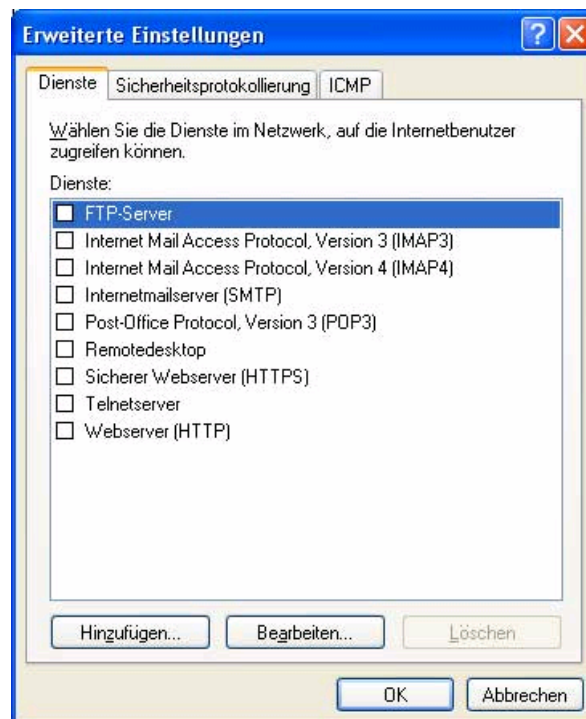 Erweiterte Einstellungen
Dienste Sicherheitsprotokollierung ICMP
Wählen Sie die Dienste im Netzwerk, auf die Internetbenutzer
zugreifen können.
Dienste:
FTP-Server
Internet Mail Access Protocol, Version 3 (IMAP3)
Internet Mail Access Protocol, Version 4 (IMAP4)
Internetmailserver (SMTP)
Post-Office Protocol, Version 3 (POP3)
Remotedesktop
Sicherer Webserver (HTTPS)
Telnetserver
Webserver (HTTP)
Hinzufügen... Bearbeiten... Löschen
OK Abbrechen